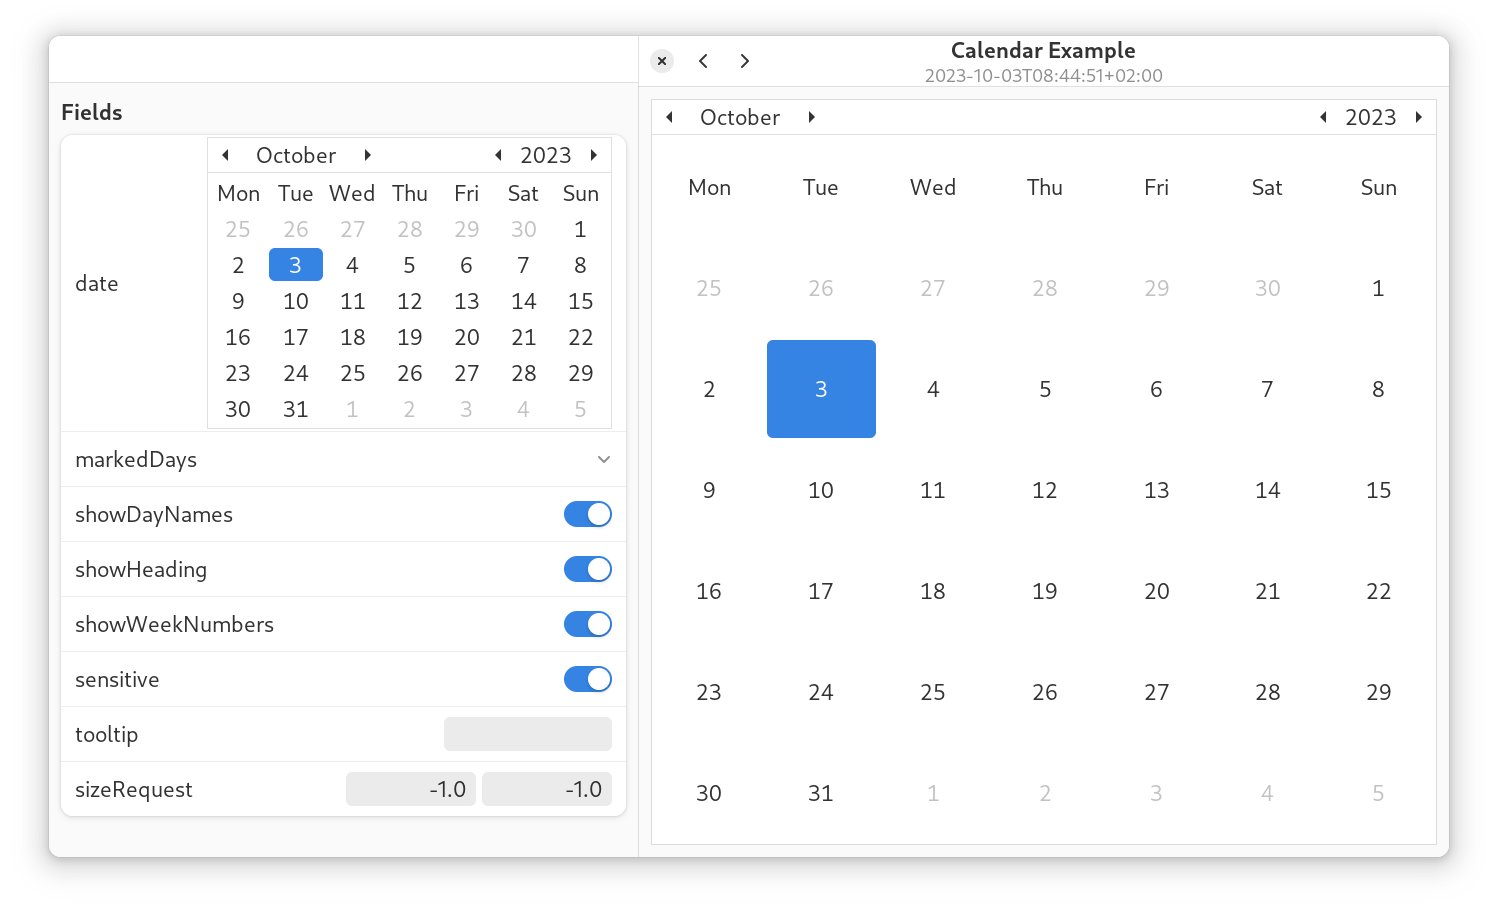 Calendar Example
2023-10-03T08:44:51+02:00
Fields
date
October 2023
Mon Tue Wed Thu Fri Sat Sun
25 26 27 28 29 30 1
2 3 4 5 6 7 8
9 10 11 12 13 14 15
16 17 18 19 20 21 22
23 24 25 26 27 28 29
30 31 1 2 3 4 5
markedDays
showDayNames
showHeading
showWeekNumbers
sensitive
tooltip
sizeRequest -1.0 -1.0
October 2023
Mon Tue Wed Thu Fri Sat Sun
25 26 27 28 29 30 1
2 3 4 5 6 7 8
9 10 11 12 13 14 15
16 17 18 19 20 21 22
23 24 25 26 27 28 29
30 31 1 2 3 4 5